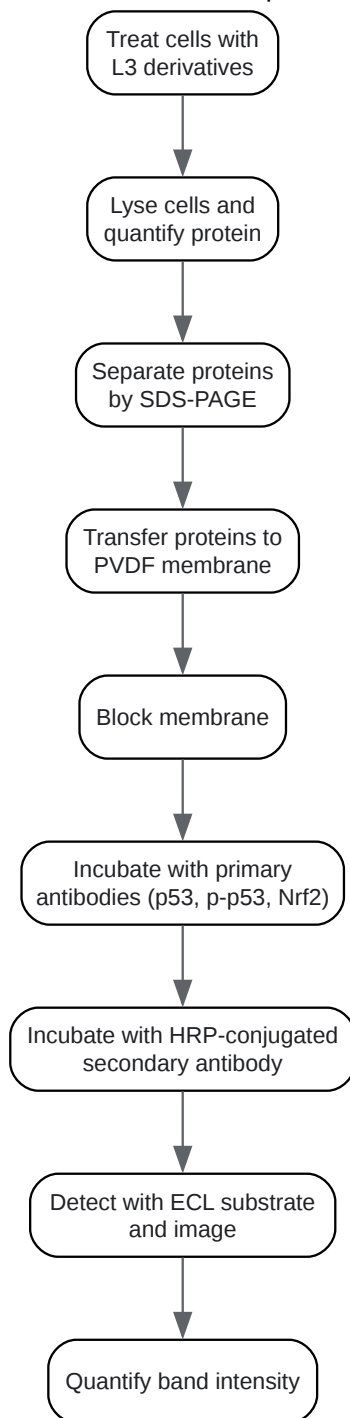 Treat cells with
L3 derivatives
Lyse cells and
quantify protein
Separate proteins
by SDS-PAGE
Transfer proteins to
PVDF membrane
Block membrane
Incubate with primary
antibodies (p53, p-p53, Nrf2)
Incubate with HRP-conjugated
secondary antibody
Detect with ECL substrate
and image
Quantify band intensity